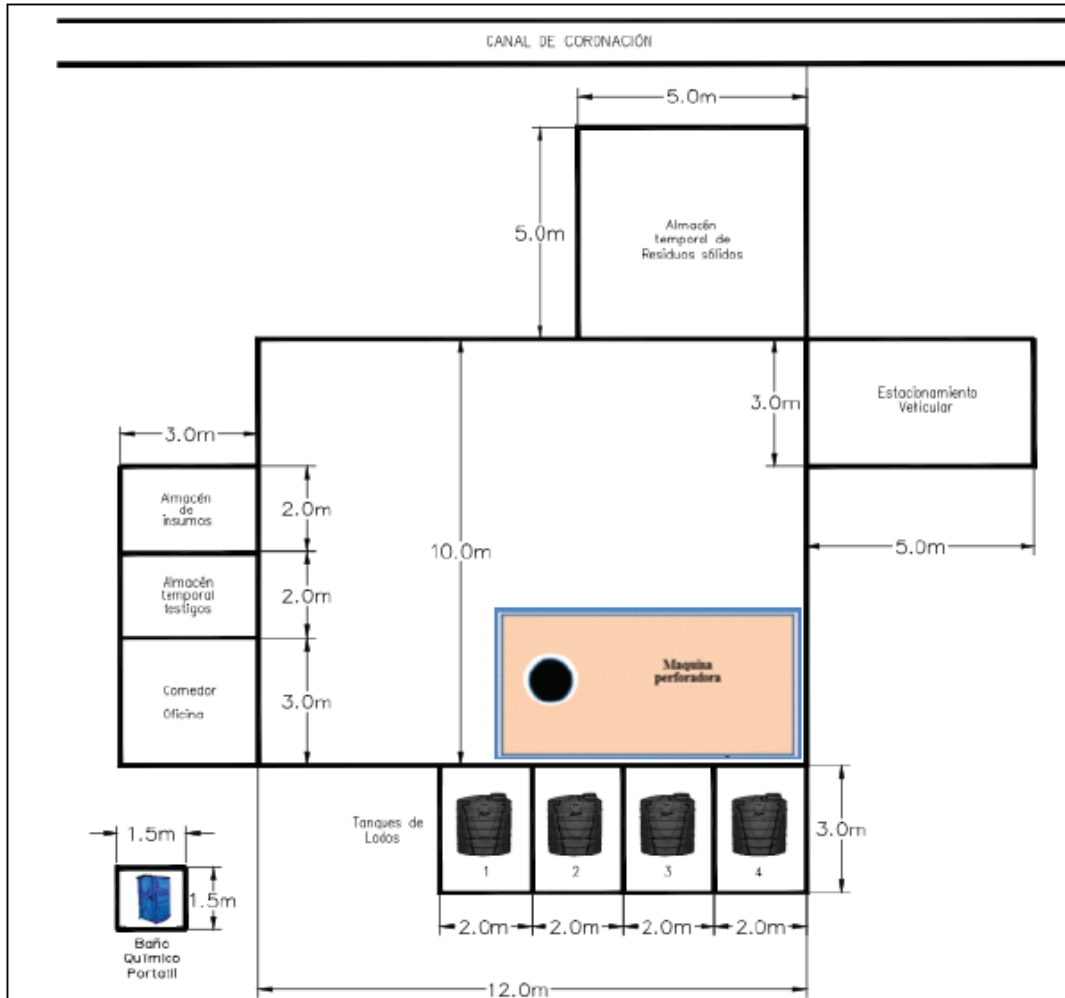 CANAL DE CORONACIÓN
5.0m
5.0m
Almacén
temporal de
Residuos sólidos
3.0m
Estacionamiento
Vehicular
5.0m
3.0m
Almacén
de
insumos
2.0m
10.0m
Almacén
temporal
testigos
2.0m
Maquina
perforadora
Comedor
Oficina
3.0m
Tanques de
Lodos
1
2
3
4
3.0m
1.5m
1.5m
Baño
Químico
Portatil
2.0m
2.0m
2.0m
2.0m
12.0m